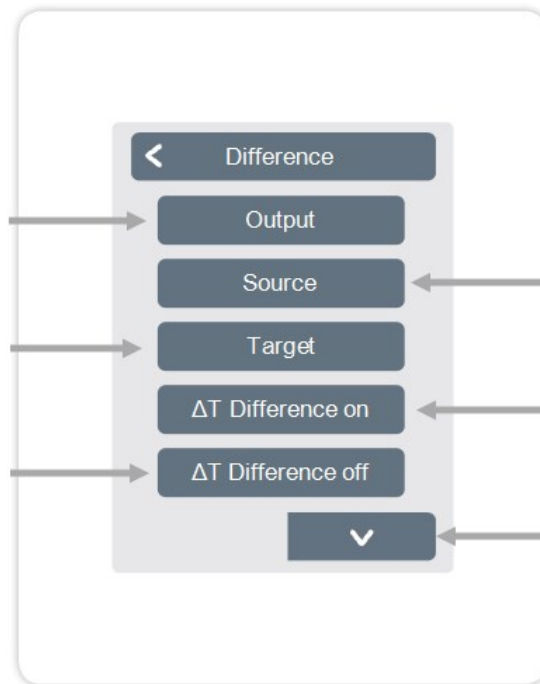 Difference
Output
Source
Target
ΔT Difference on
ΔT Difference off